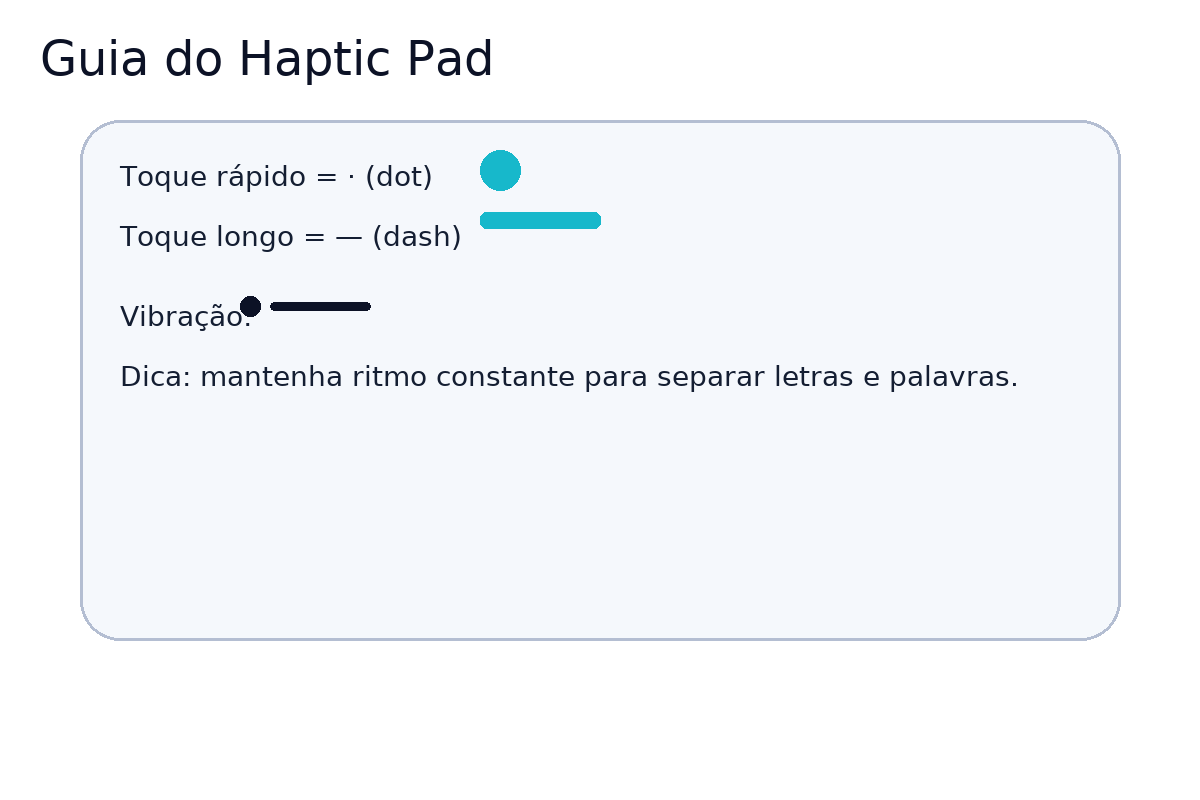 Guia do Haptic Pad
Toque rápido = · (dot)
Toque longo = — (dash)
Vibração:
Dica: mantenha ritmo constante para separar letras e palavras.